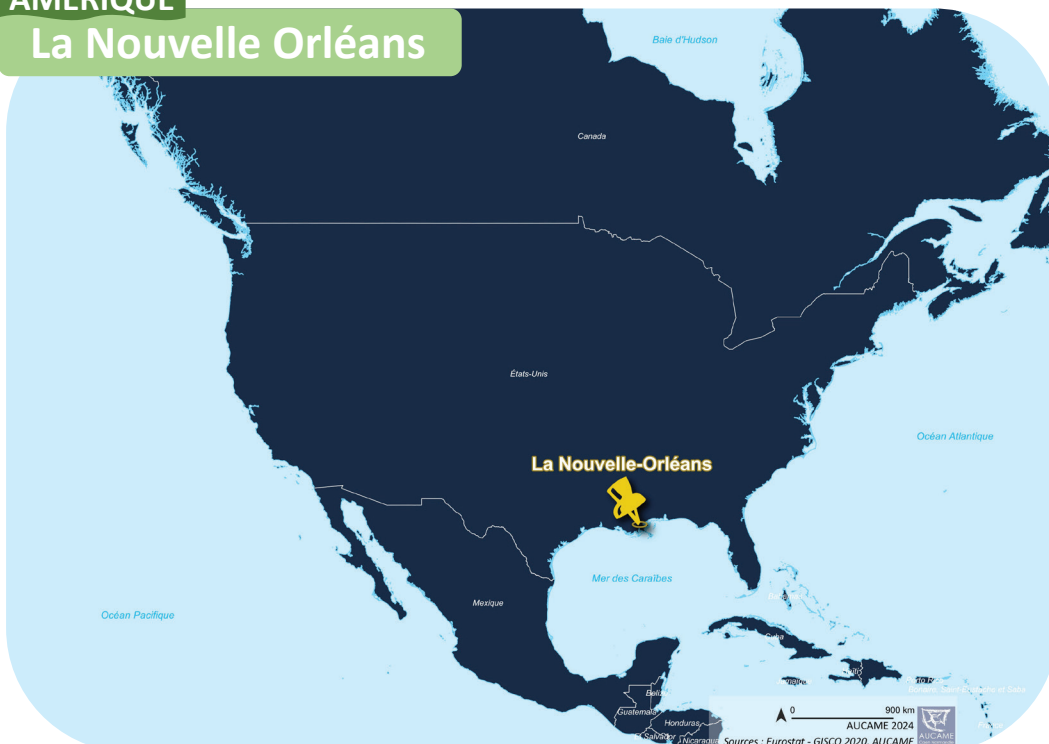 AMÉRIQUE
La Nouvelle Orléans
Baie d'Hudson
Canada
États-Unis
Océan Atlantique
La Nouvelle-Orléans
Mer des Caraïbes
Mexique
Océan Pacifique
Cuba
Guatemala
Honduras
El Salvador
Nicaragua
0 900 km
AUCAME 2024
Sources : Eurostat - GISCO 2020, AUCAME
AUCAME